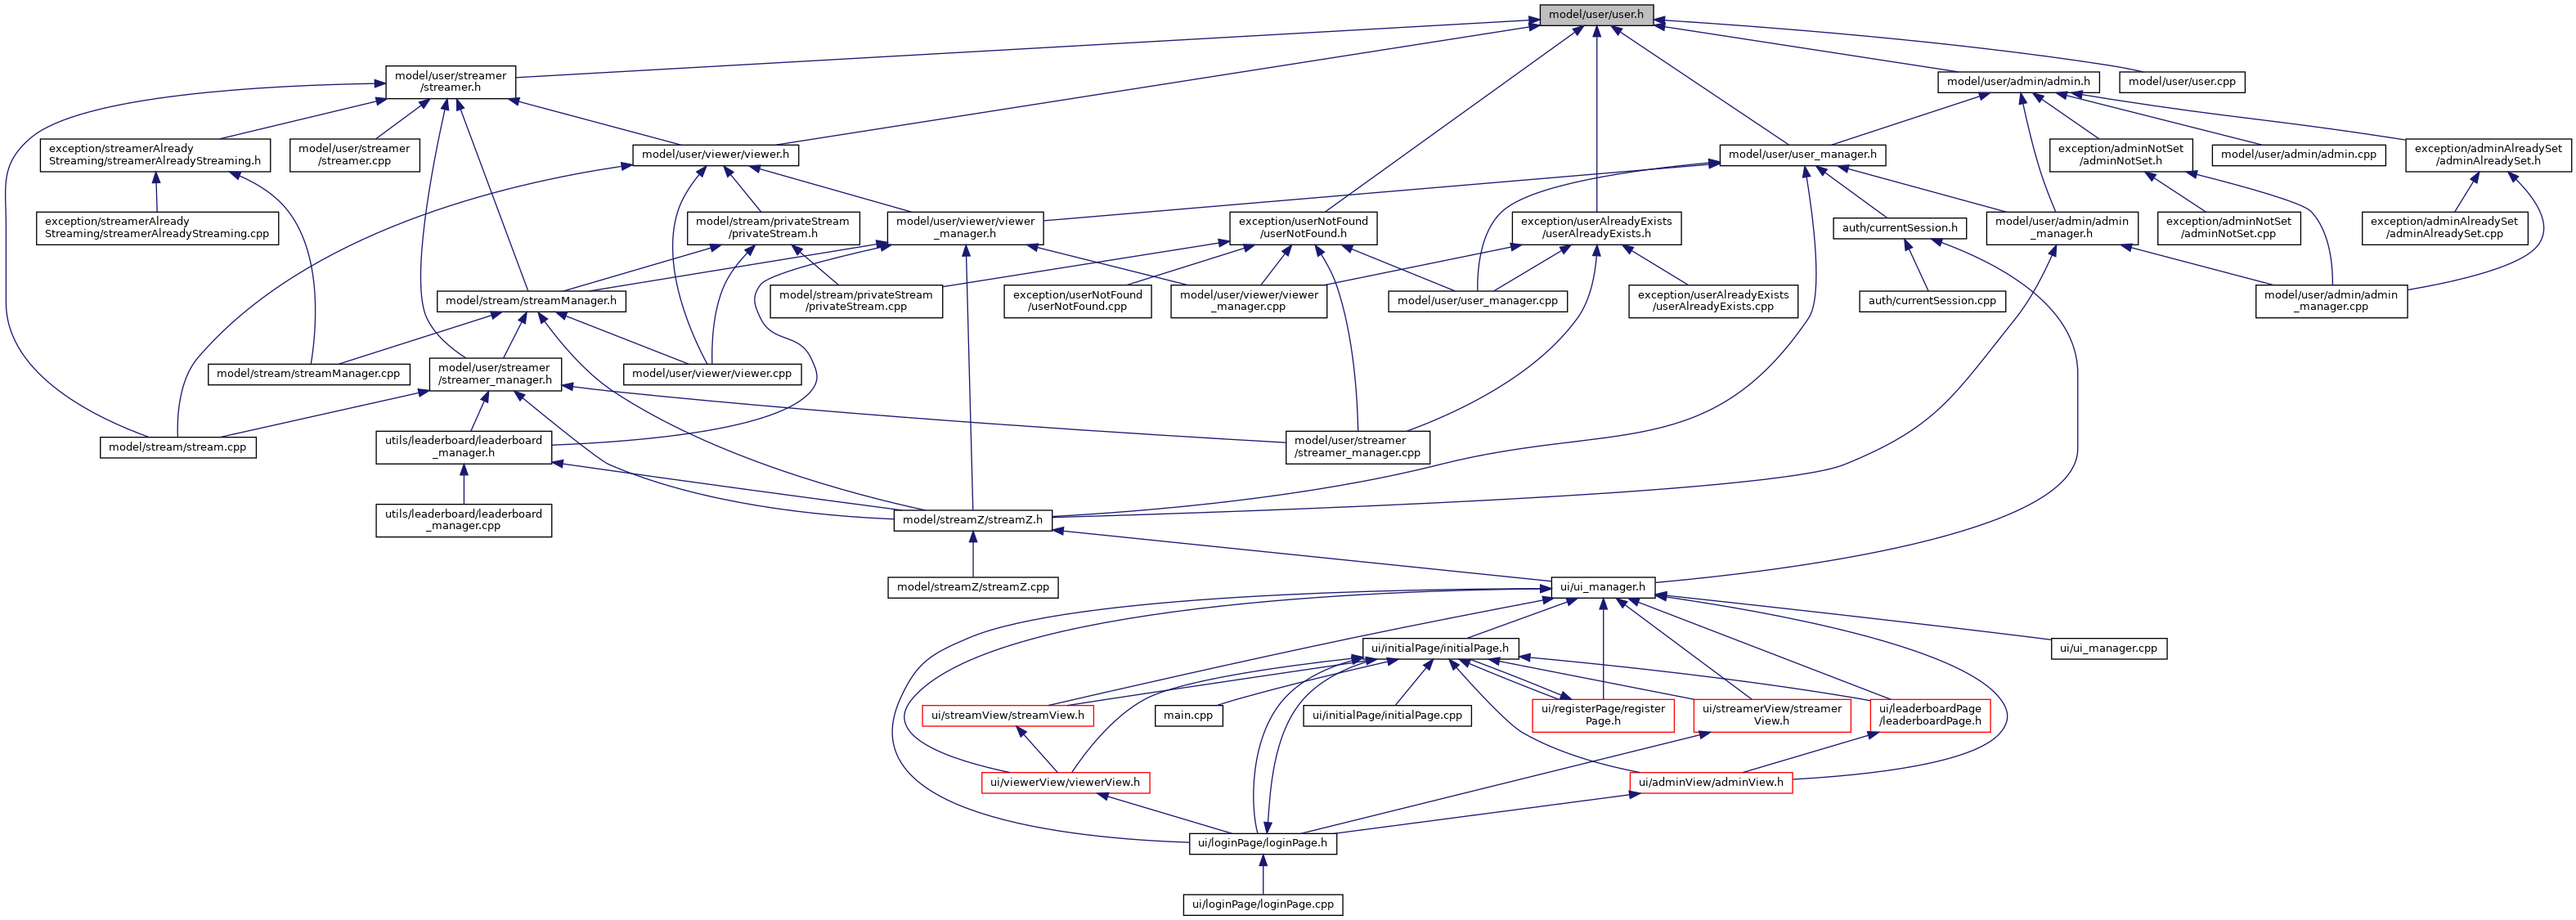 model/user/user.h
model/user/streamer
/streamer.h
model/user/admin/admin.h
model/user/user.cpp
exception/streamerAlready
Streaming/streamerAlreadyStreaming.h
model/user/streamer
/streamer.cpp
model/user/viewer/viewer.h
model/user/user_manager.h
exception/adminNotSet
/adminNotSet.h
model/user/admin/admin.cpp
exception/adminAlreadySet
/adminAlreadySet.h
exception/streamerAlready
Streaming/streamerAlreadyStreaming.cpp
model/stream/privateStream
/privateStream.h
model/user/viewer/viewer
_manager.h
exception/userNotFound
/userNotFound.h
exception/userAlreadyExists
/userAlreadyExists.h
auth/currentSession.h
model/user/admin/admin
_manager.h
exception/adminNotSet
/adminNotSet.cpp
exception/adminAlreadySet
/adminAlreadySet.cpp
model/stream/streamManager.h
model/stream/privateStream
/privateStream.cpp
exception/userNotFound
/userNotFound.cpp
model/user/viewer/viewer
_manager.cpp
model/user/user_manager.cpp
exception/userAlreadyExists
/userAlreadyExists.cpp
auth/currentSession.cpp
model/user/admin/admin
_manager.cpp
model/stream/streamManager.cpp
model/user/streamer
/streamer_manager.h
model/user/viewer/viewer.cpp
model/stream/stream.cpp
utils/leaderboard/leaderboard
_manager.h
model/user/streamer
/streamer_manager.cpp
utils/leaderboard/leaderboard
_manager.cpp
model/streamZ/streamZ.h
model/streamZ/streamZ.cpp
ui/ui_manager.h
ui/initialPage/initialPage.h
ui/ui_manager.cpp
ui/streamView/streamView.h
main.cpp
ui/initialPage/initialPage.cpp
ui/registerPage/register
Page.h
ui/streamerView/streamer
View.h
ui/leaderboardPage
/leaderboardPage.h
ui/viewerView/viewerView.h
ui/adminView/adminView.h
ui/loginPage/loginPage.h
ui/loginPage/loginPage.cpp